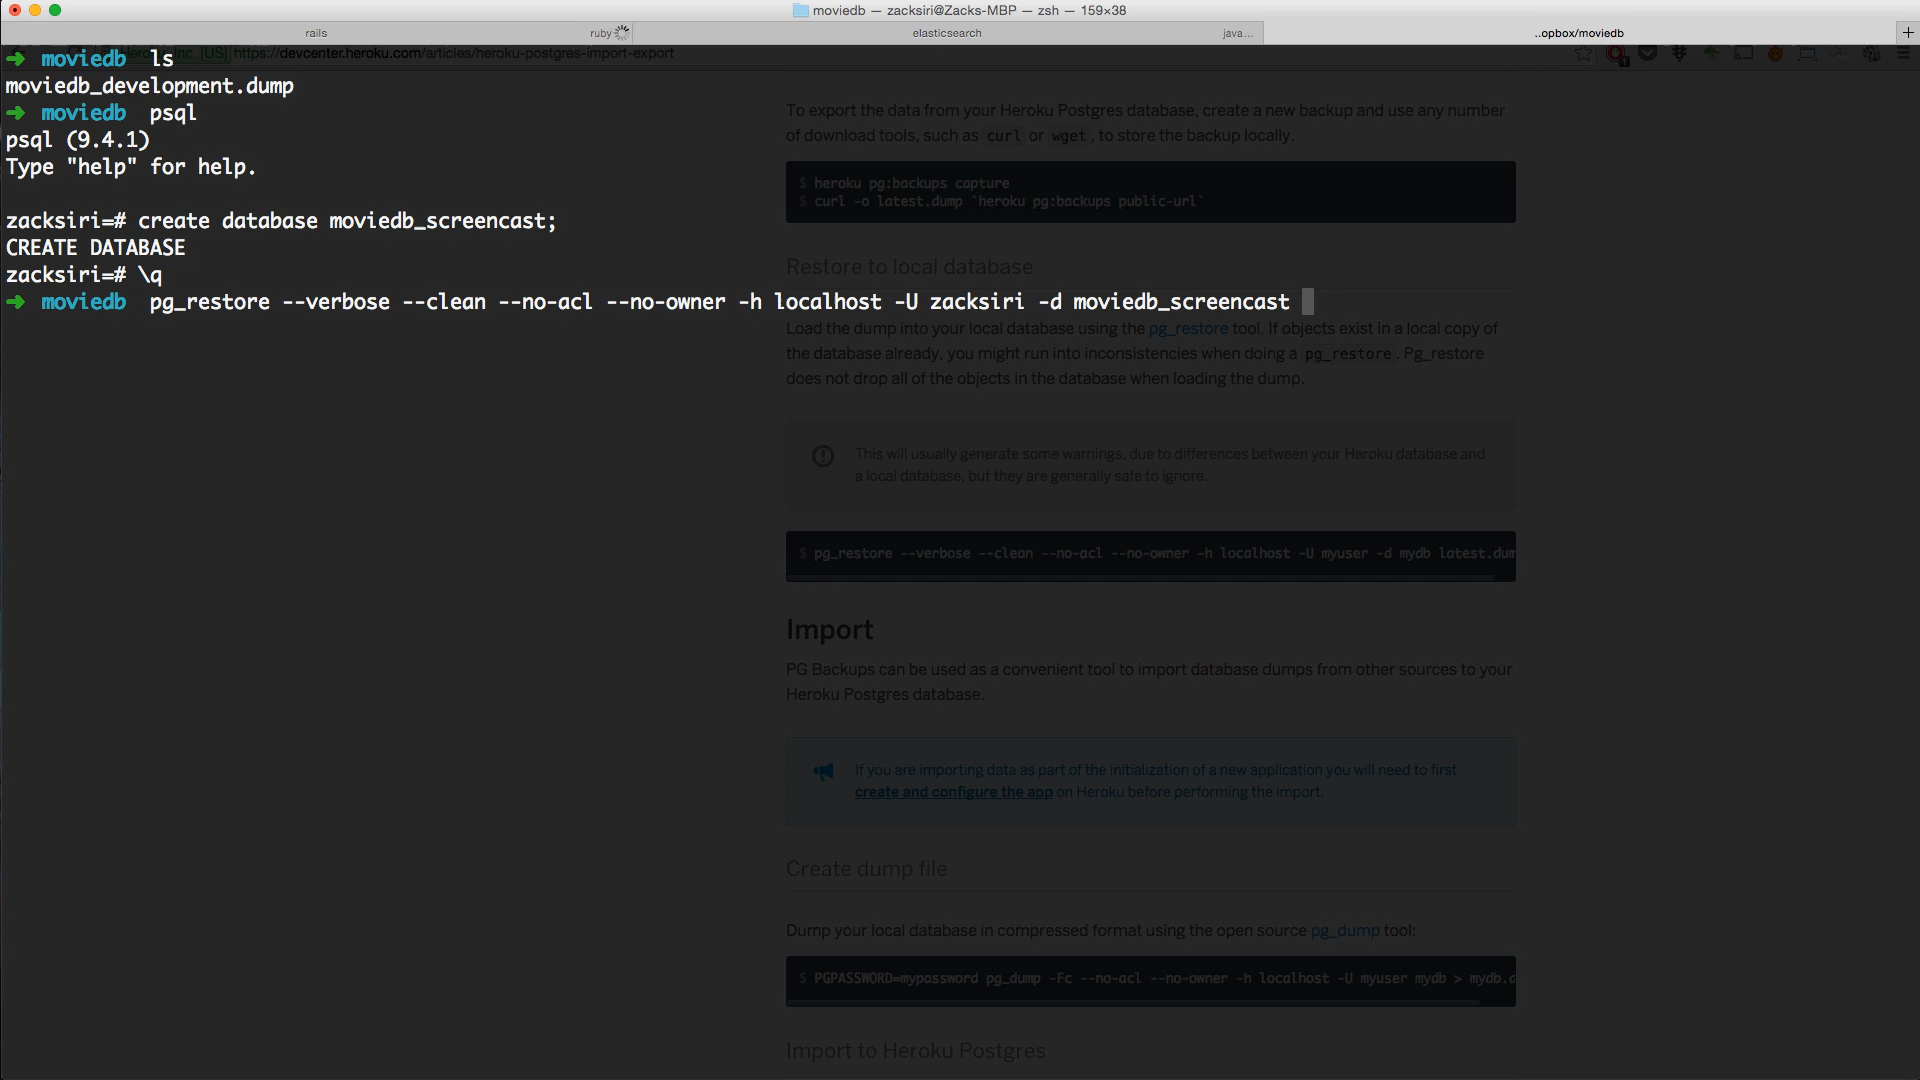 moviedb — zacksiri@Zacks-MBP — zsh — 159×38
rails
ruby
elasticsearch
java...
..opbox/moviedb
+
Inc. [US] https://devcenter.heroku.com/articles/heroku-postgres-import-export
➜ moviedb ls
moviedb_development.dump
➜ moviedb psql
psql (9.4.1)
Type "help" for help.
zacksiri=# create database moviedb_screencast;
CREATE DATABASE
zacksiri=# \q
➜ moviedb pg_restore --verbose --clean --no-acl --no-owner -h localhost -U zacksiri -d moviedb_screencast
To export the data from your Heroku Postgres database, create a new backup and use any number
of download tools, such as curl or wget, to store the backup locally.
$ heroku pg:backups capture
$ curl -o latest.dump `heroku pg:backups public-url`
Restore to local database
Load the dump into your local database using the pg_restore tool. If objects exist in a local copy of
the database already, you might run into inconsistencies when doing a pg_restore. Pg_restore
does not drop all of the objects in the database when loading the dump.
This will usually generate some warnings, due to differences between your Heroku database and
a local database, but they are generally safe to ignore.
$ pg_restore --verbose --clean --no-acl --no-owner -h localhost -U myuser -d mydb latest.dum
Import
PG Backups can be used as a convenient tool to import database dumps from other sources to your
Heroku Postgres database.
If you are importing data as part of the initialization of a new application you will need to first
create and configure the app on Heroku before performing the import.
Create dump file
Dump your local database in compressed format using the open source pg_dump tool:
$ PGPASSWORD=mypassword pg_dump -Fc --no-acl --no-owner -h localhost -U myuser mydb > mydb.d
Import to Heroku Postgres